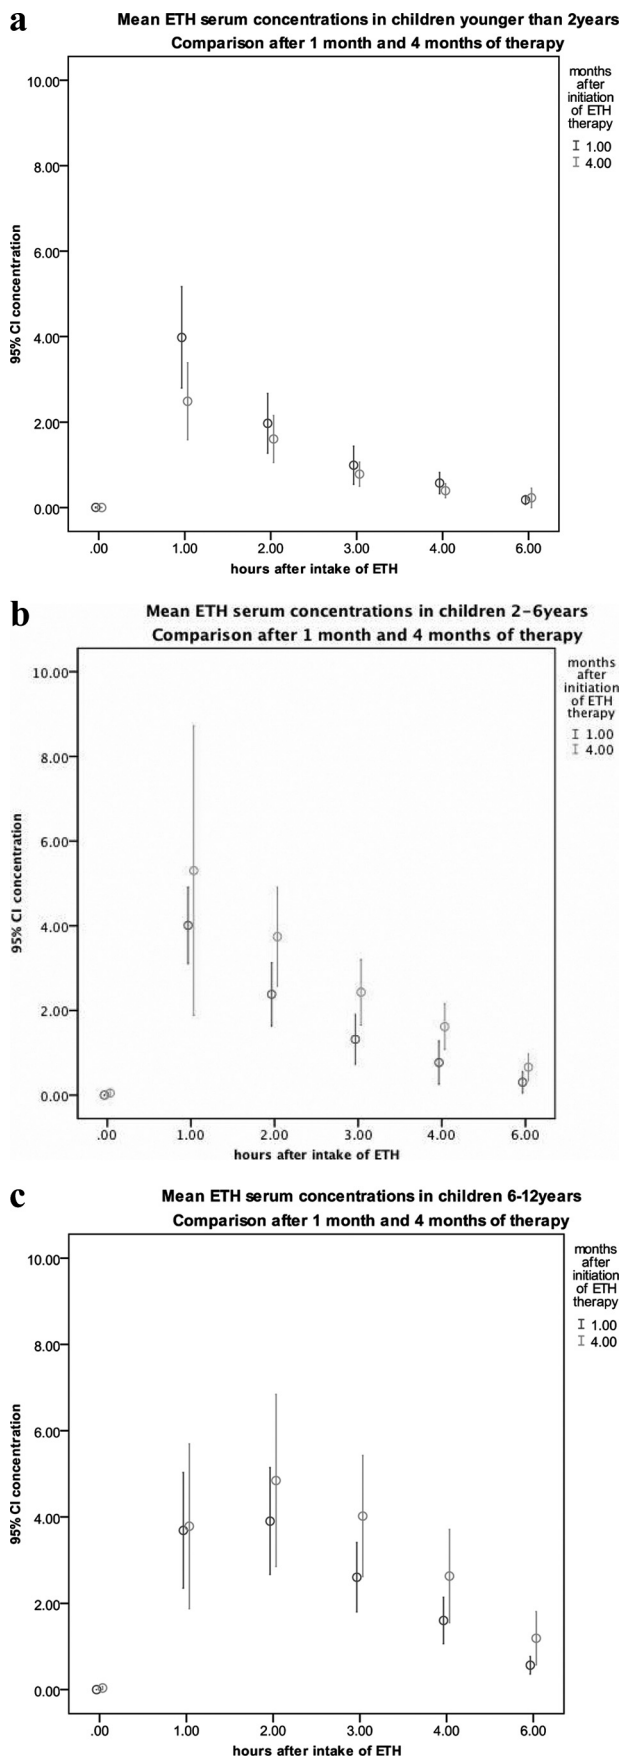 a
Mean ETH serum concentrations in children younger than 2years
Comparison after 1 month and 4 months of therapy
months
after
initiation
of ETH
therapy
1.00
4.00
10.00
8.00
6.00
4.00
2.00
0.00
95% CI concentration
.00 1.00 2.00 3.00 4.00 6.00
hours after intake of ETH
b
Mean ETH serum concentrations in children 2-6years
Comparison after 1 month and 4 months of therapy
months
after
initiation
of ETH
therapy
1.00
4.00
10.00
8.00
6.00
4.00
2.00
0.00
95% CI concentration
.00 1.00 2.00 3.00 4.00 6.00
hours after intake of ETH
c
Mean ETH serum concentrations in children 6-12years
Comparison after 1 month and 4 months of therapy
months
after
initiation
of ETH
therapy
1.00
4.00
10.00
8.00
6.00
4.00
2.00
0.00
95% CI concentration
.00 1.00 2.00 3.00 4.00 6.00
hours after intake of ETH